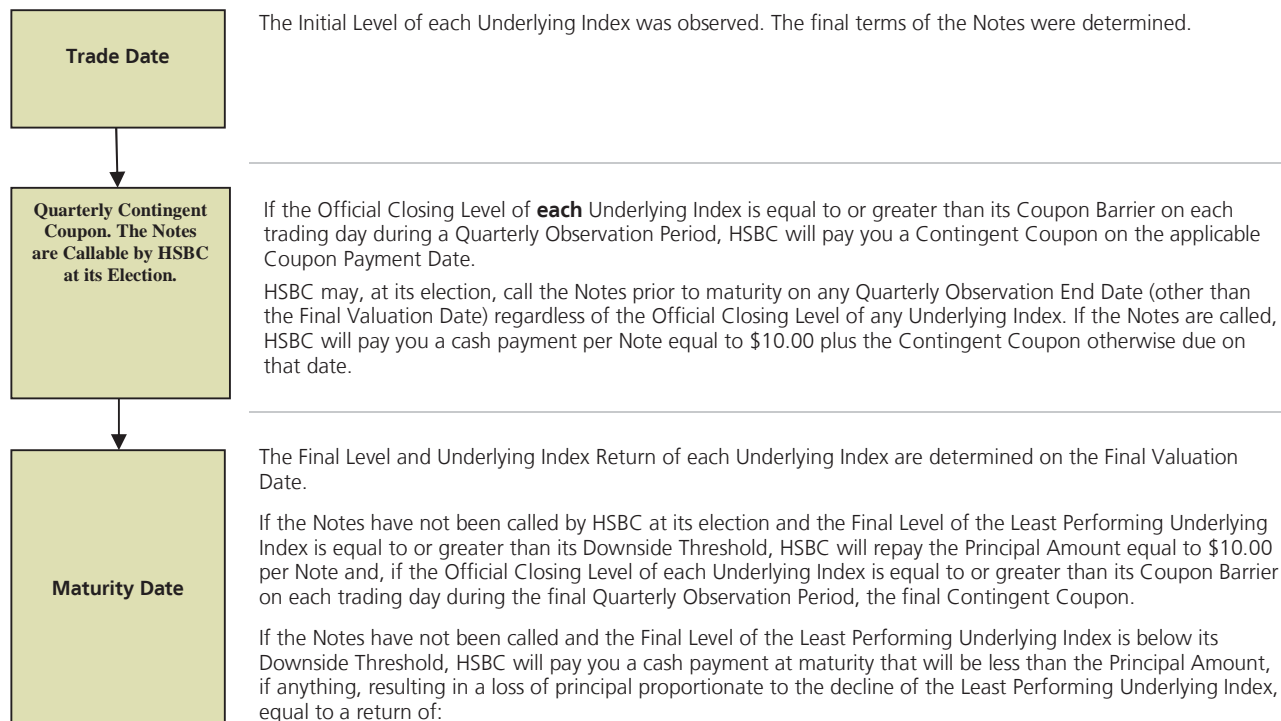 Trade Date
The Initial Level of each Underlying Index was observed. The final terms of the Notes were determined.
Quarterly Contingent
Coupon. The Notes
are Callable by HSBC
at its Election.
If the Official Closing Level of each Underlying Index is equal to or greater than its Coupon Barrier on each
trading day during a Quarterly Observation Period, HSBC will pay you a Contingent Coupon on the applicable
Coupon Payment Date.
HSBC may, at its election, call the Notes prior to maturity on any Quarterly Observation End Date (other than
the Final Valuation Date) regardless of the Official Closing Level of any Underlying Index. If the Notes are called,
HSBC will pay you a cash payment per Note equal to $10.00 plus the Contingent Coupon otherwise due on
that date.
Maturity Date
The Final Level and Underlying Index Return of each Underlying Index are determined on the Final Valuation
Date.
If the Notes have not been called by HSBC at its election and the Final Level of the Least Performing Underlying
Index is equal to or greater than its Downside Threshold, HSBC will repay the Principal Amount equal to $10.00
per Note and, if the Official Closing Level of each Underlying Index is equal to or greater than its Coupon Barrier
on each trading day during the final Quarterly Observation Period, the final Contingent Coupon.
If the Notes have not been called and the Final Level of the Least Performing Underlying Index is below its
Downside Threshold, HSBC will pay you a cash payment at maturity that will be less than the Principal Amount,
if anything, resulting in a loss of principal proportionate to the decline of the Least Performing Underlying Index,
equal to a return of: